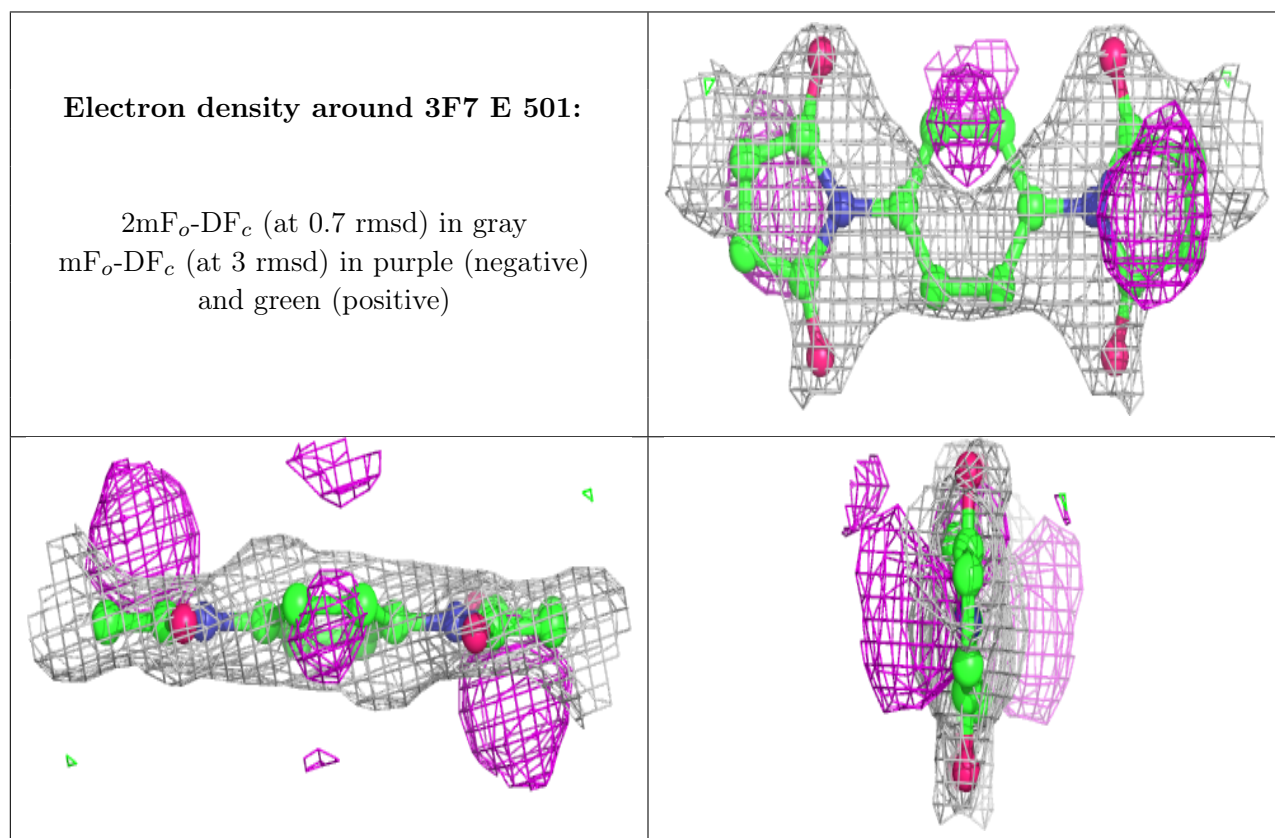 Electron density around 3F7 E 501:
2mFo-DFc (at 0.7 rmsd) in gray
mFo-DFc (at 3 rmsd) in purple (negative)
and green (positive)